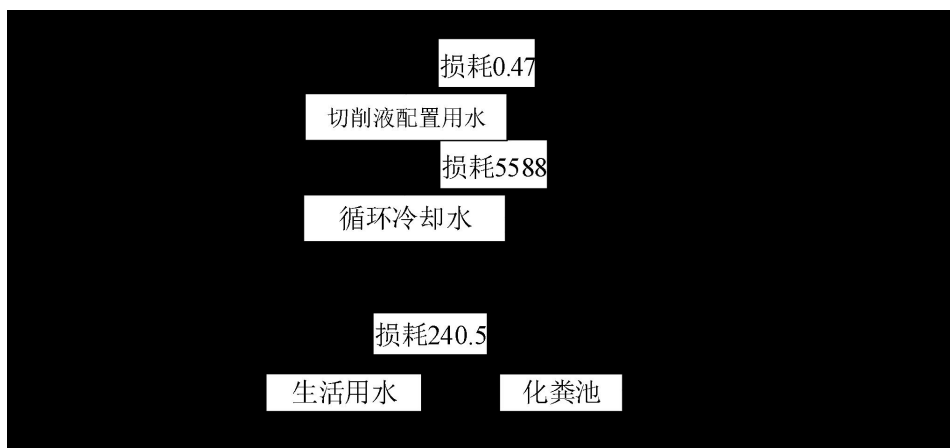 损耗0.47
切削液配置用水
损耗5588
循环冷却水
损耗240.5
生活用水
化粪池